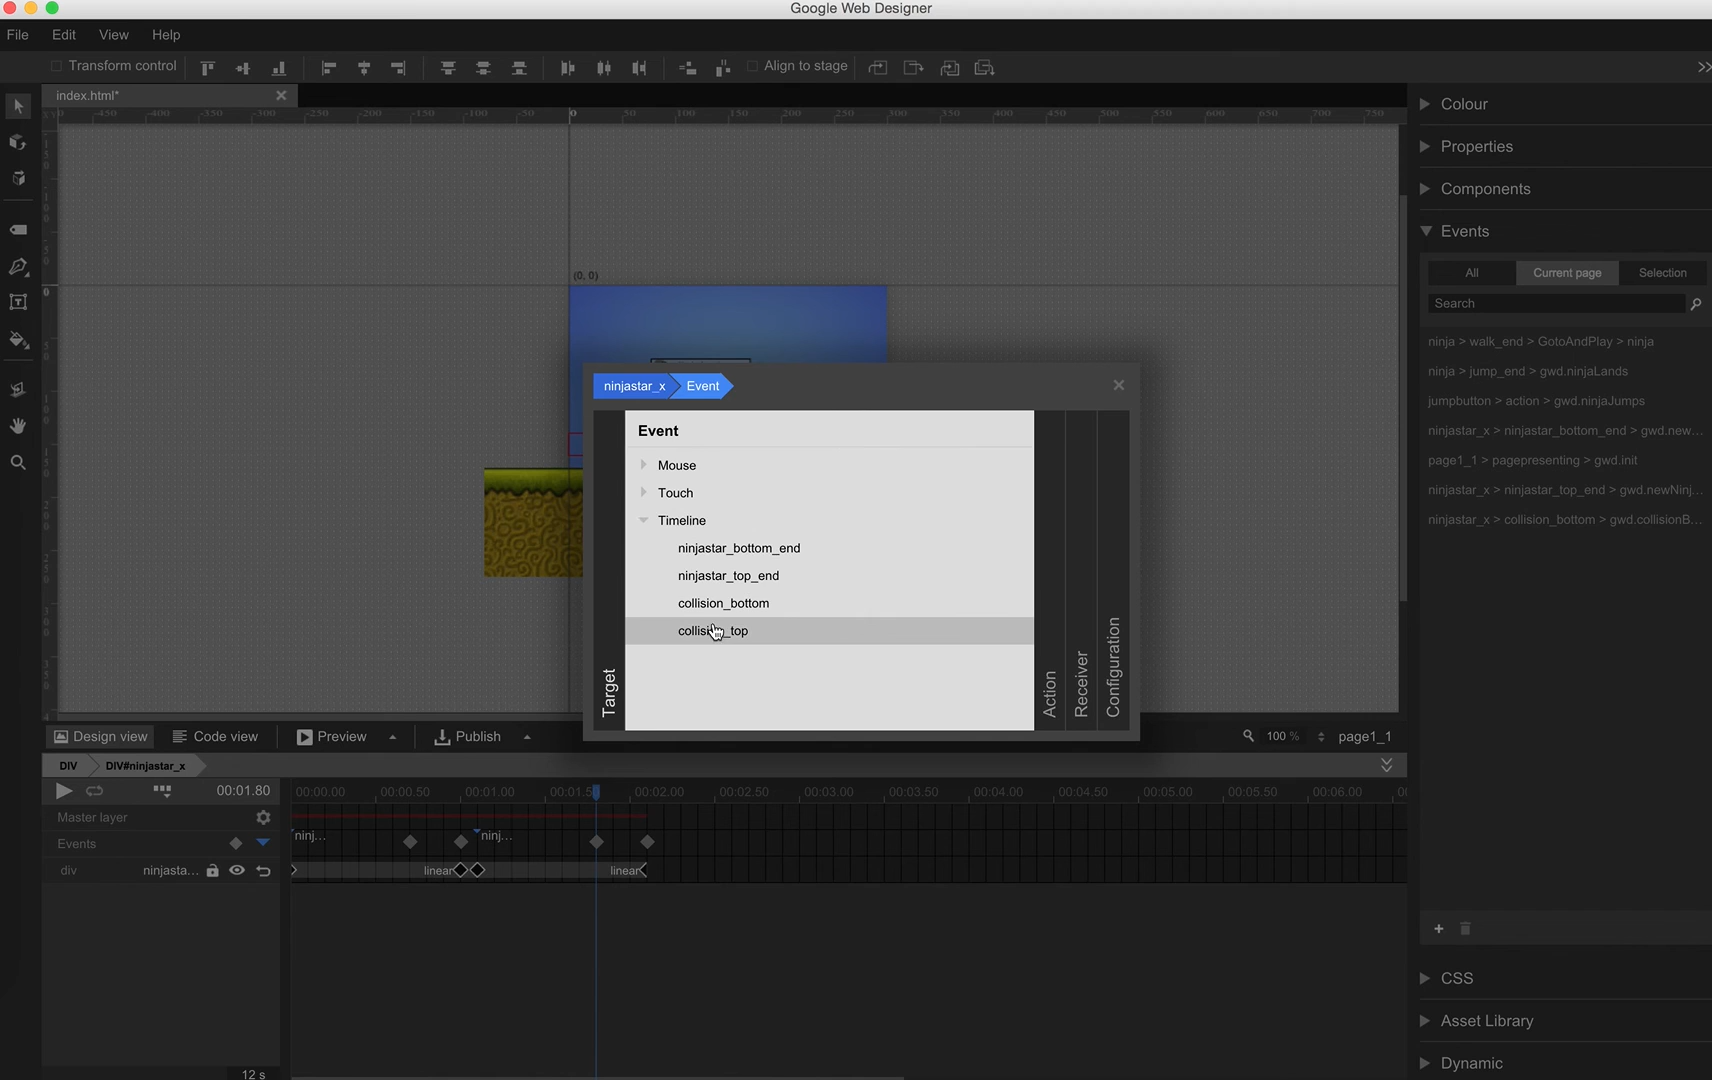 Google Web Designer
File Edit View Help
Transform control Align to stage
index.html*
(0, 0)
Colour
Properties
Components
Events
All Current page Selection
Search
ninja > walk_end > GotoAndPlay > ninja
ninja > jump_end > gwd.ninjaLands
jumpbutton > action > gwd.ninjaJumps
ninjastar_x > ninjastar_bottom_end > gwd.new...
page1_1 > pagepresenting > gwd.init
ninjastar_x > ninjastar_top_end > gwd.newNinj...
ninjastar_x > collision_bottom > gwd.collisionB...
CSS
Asset Library
Dynamic
ninjastar_x Event
Event
Mouse
Touch
Timeline
ninjastar_bottom_end
ninjastar_top_end
collision_bottom
Target
Action
Receiver
Configuration
Design view Code view Preview Publish 100 % page1_1
DIV DIV#ninjastar_x
00:01.80 00:00.00 00:00.50 00:01.00 00:02.00 00:02.50 00:03.00 00:03.50 00:04.00 00:04.50 00:05.00 00:05.50 00:06.00
Master layer
Events ninj... ninj...
div ninjasta... linear linear
12 s